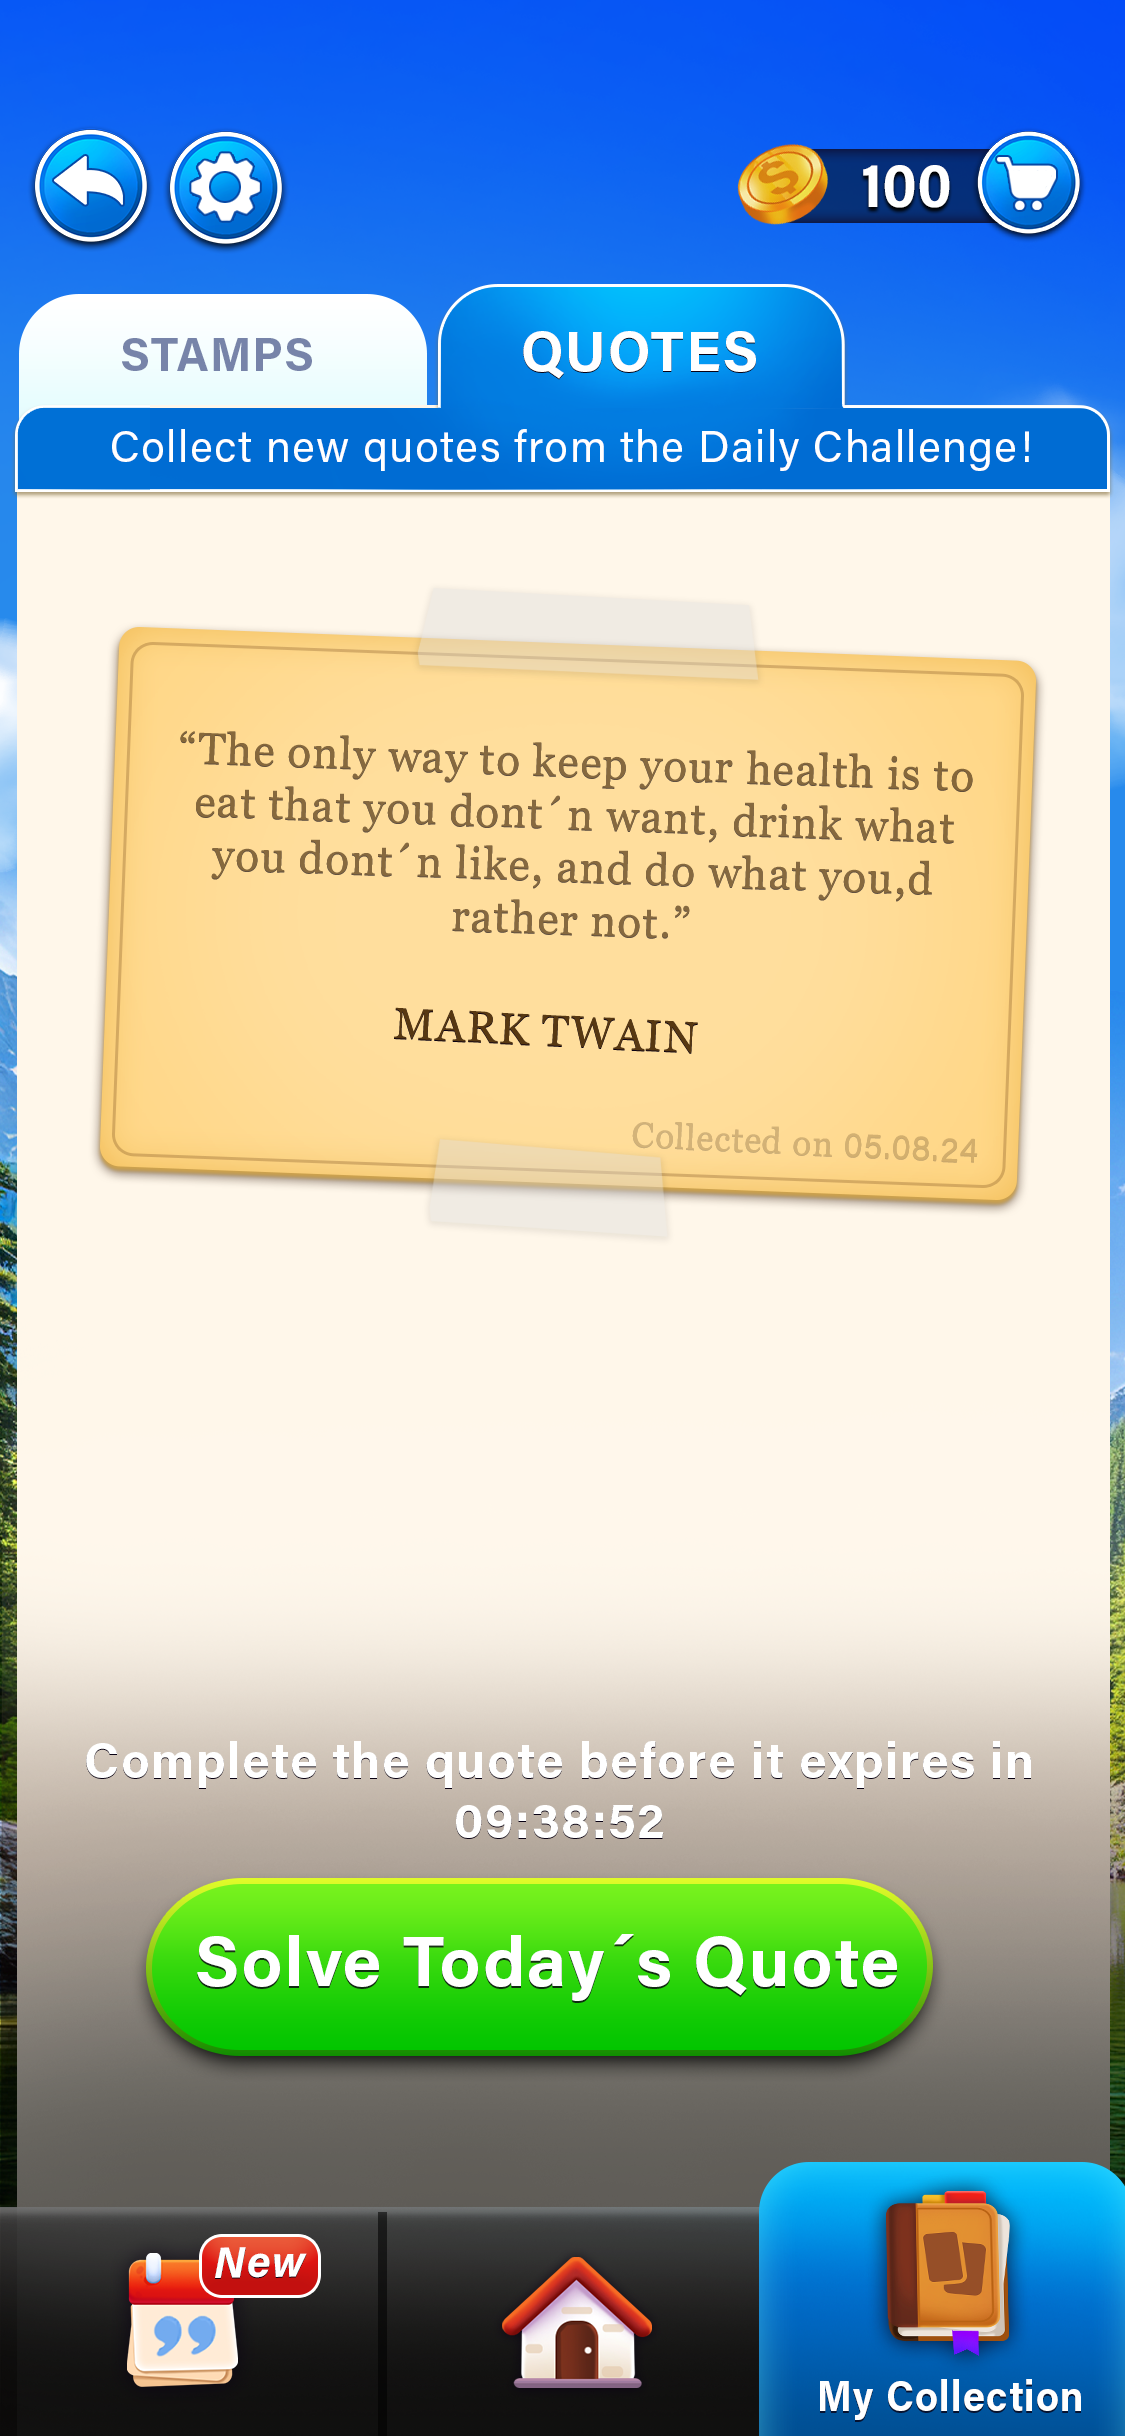 100
STAMPS
QUOTES
Collect new quotes from the Daily Challenge!
“The only way to keep your health is to
eat that you dont´n want, drink what
you dont´n like, and do what you,d
rather not.”
MARK TWAIN
Collected on 05.08.24
Complete the quote before it expires in
09:38:52
Solve Today´s Quote
New
My Collection